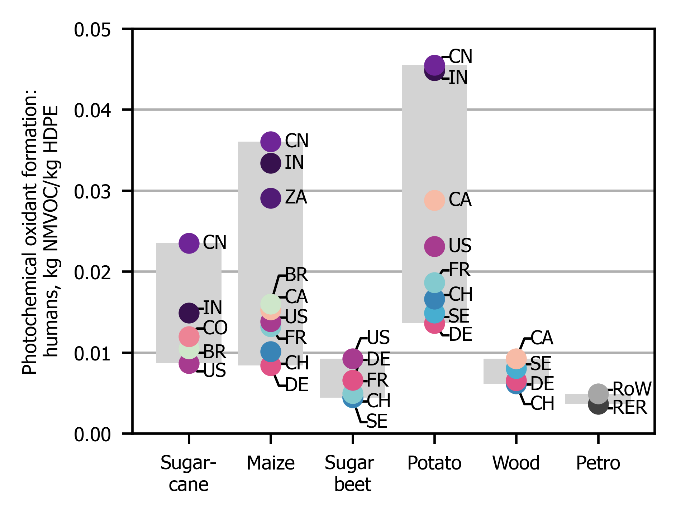 Photochemical oxidant formation:
humans, kg NMVOC/kg HDPE
0.05
0.04
0.03
0.02
0.01
0.00
CN
IN
CO
BR
US
CN
IN
ZA
BR
CA
US
FR
CH
DE
US
DE
FR
CH
SE
CN
IN
CA
US
FR
CH
SE
DE
CA
SE
DE
CH
RoW
RER
Sugar-
cane
Maize
Sugar
beet
Potato
Wood
Petro